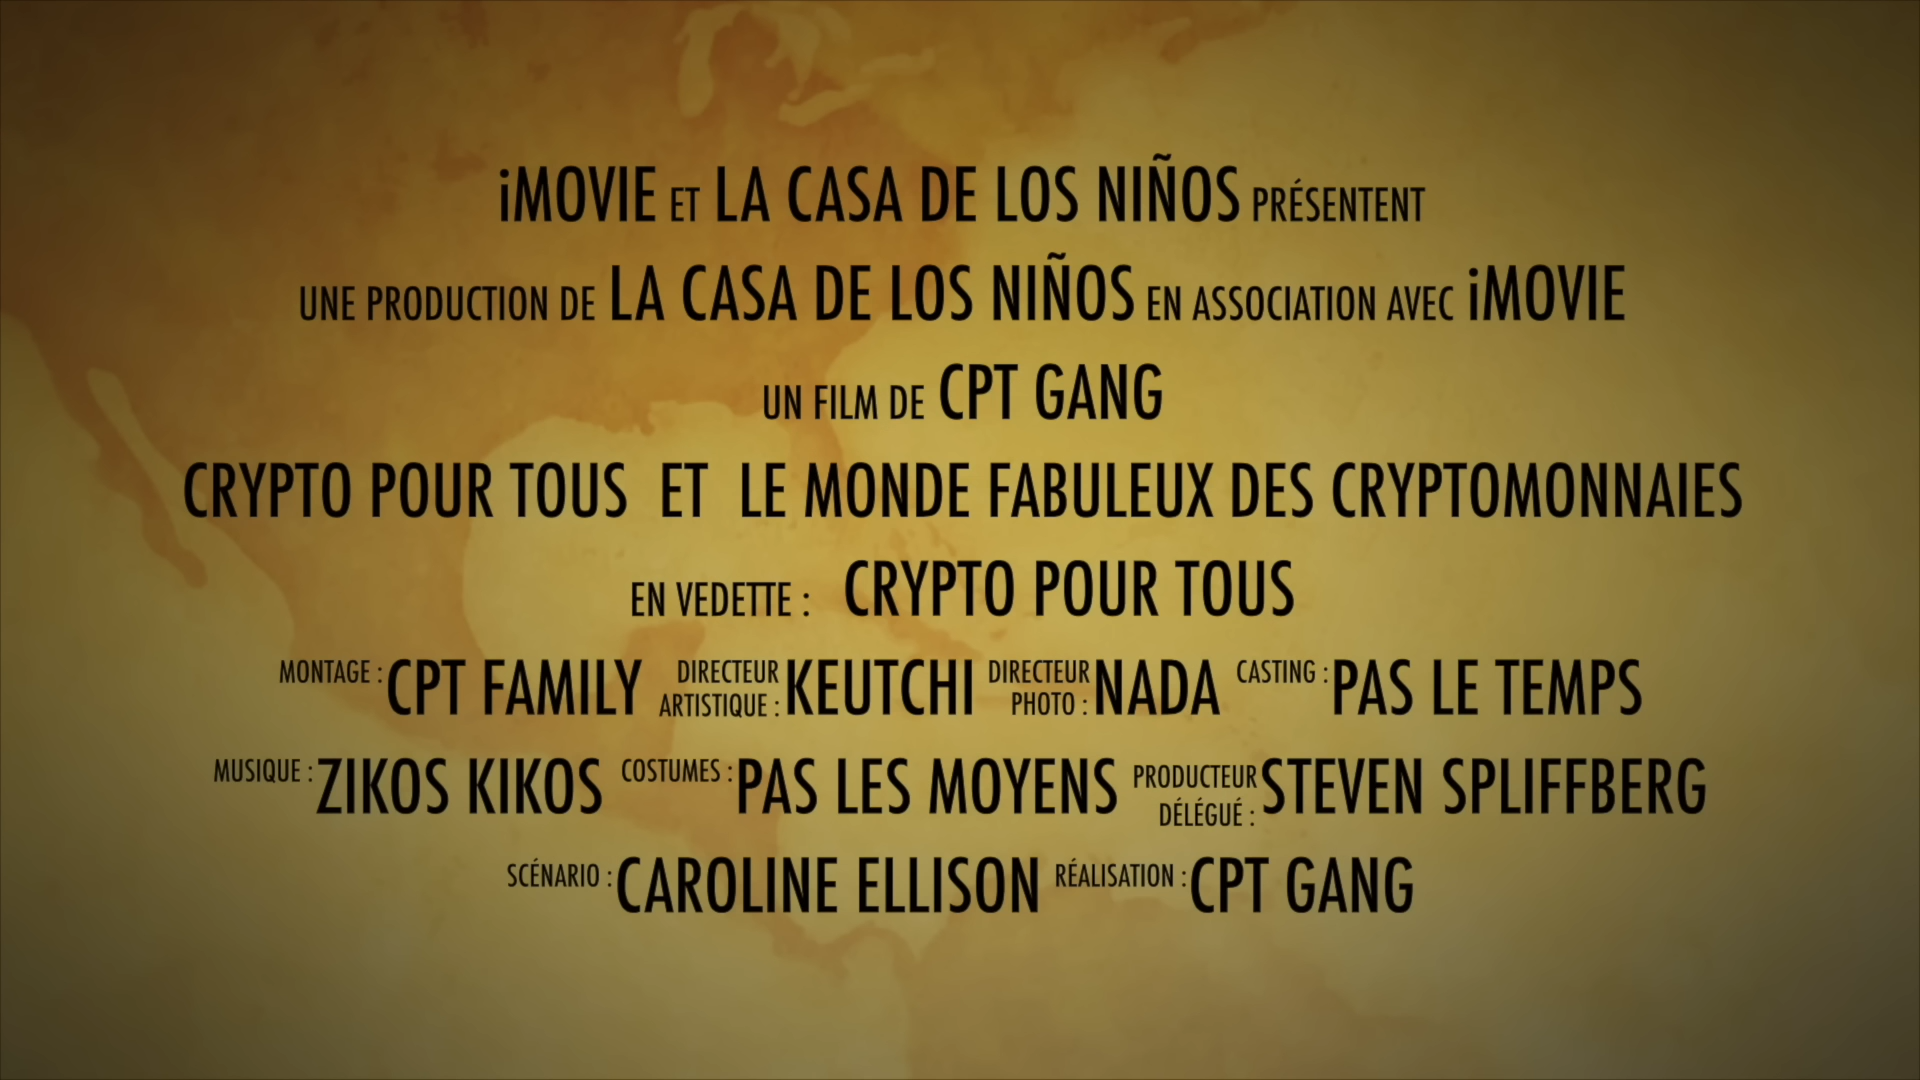 iMOVIE ET LA CASA DE LOS NIÑOS PRÉSENTENT
UNE PRODUCTION DE LA CASA DE LOS NIÑOS EN ASSOCIATION AVEC iMOVIE
UN FILM DE CPT GANG
CRYPTO POUR TOUS ET LE MONDE FABULEUX DES CRYPTOMONNAIES
EN VEDETTE : CRYPTO POUR TOUS
MONTAGE : CPT FAMILY DIRECTEUR ARTISTIQUE : KEUTCHI DIRECTEUR PHOTO : NADA CASTING : PAS LE TEMPS
MUSIQUE : ZIKOS KIKOS COSTUMES : PAS LES MOYENS PRODUCTEUR DÉLÉGUÉ : STEVEN SPLIFFBERG
SCÉNARIO : CAROLINE ELLISON RÉALISATION : CPT GANG